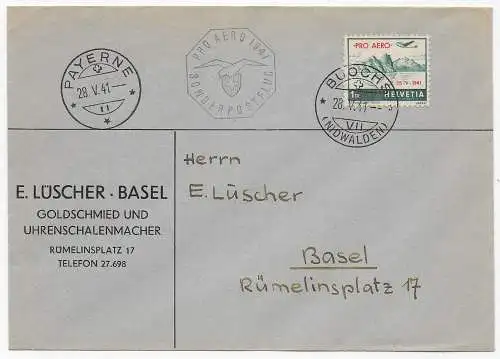 PAYERNE
28.V.41
II
PRO AERO 1941
SONDERPOSTFLUG
PRO AERO
28.V.1941
1 FR
HELVETIA
BUOCHS
28.V.41
VII
(NIDWALDEN)
E. LÜSCHER · BASEL
GOLDSCHMIED UND
UHRENSCHALENMACHER
RÜMELINSPLATZ 17
TELEFON 27.698
Herrn
E. Lüscher
Basel
Rümelinsplatz 17